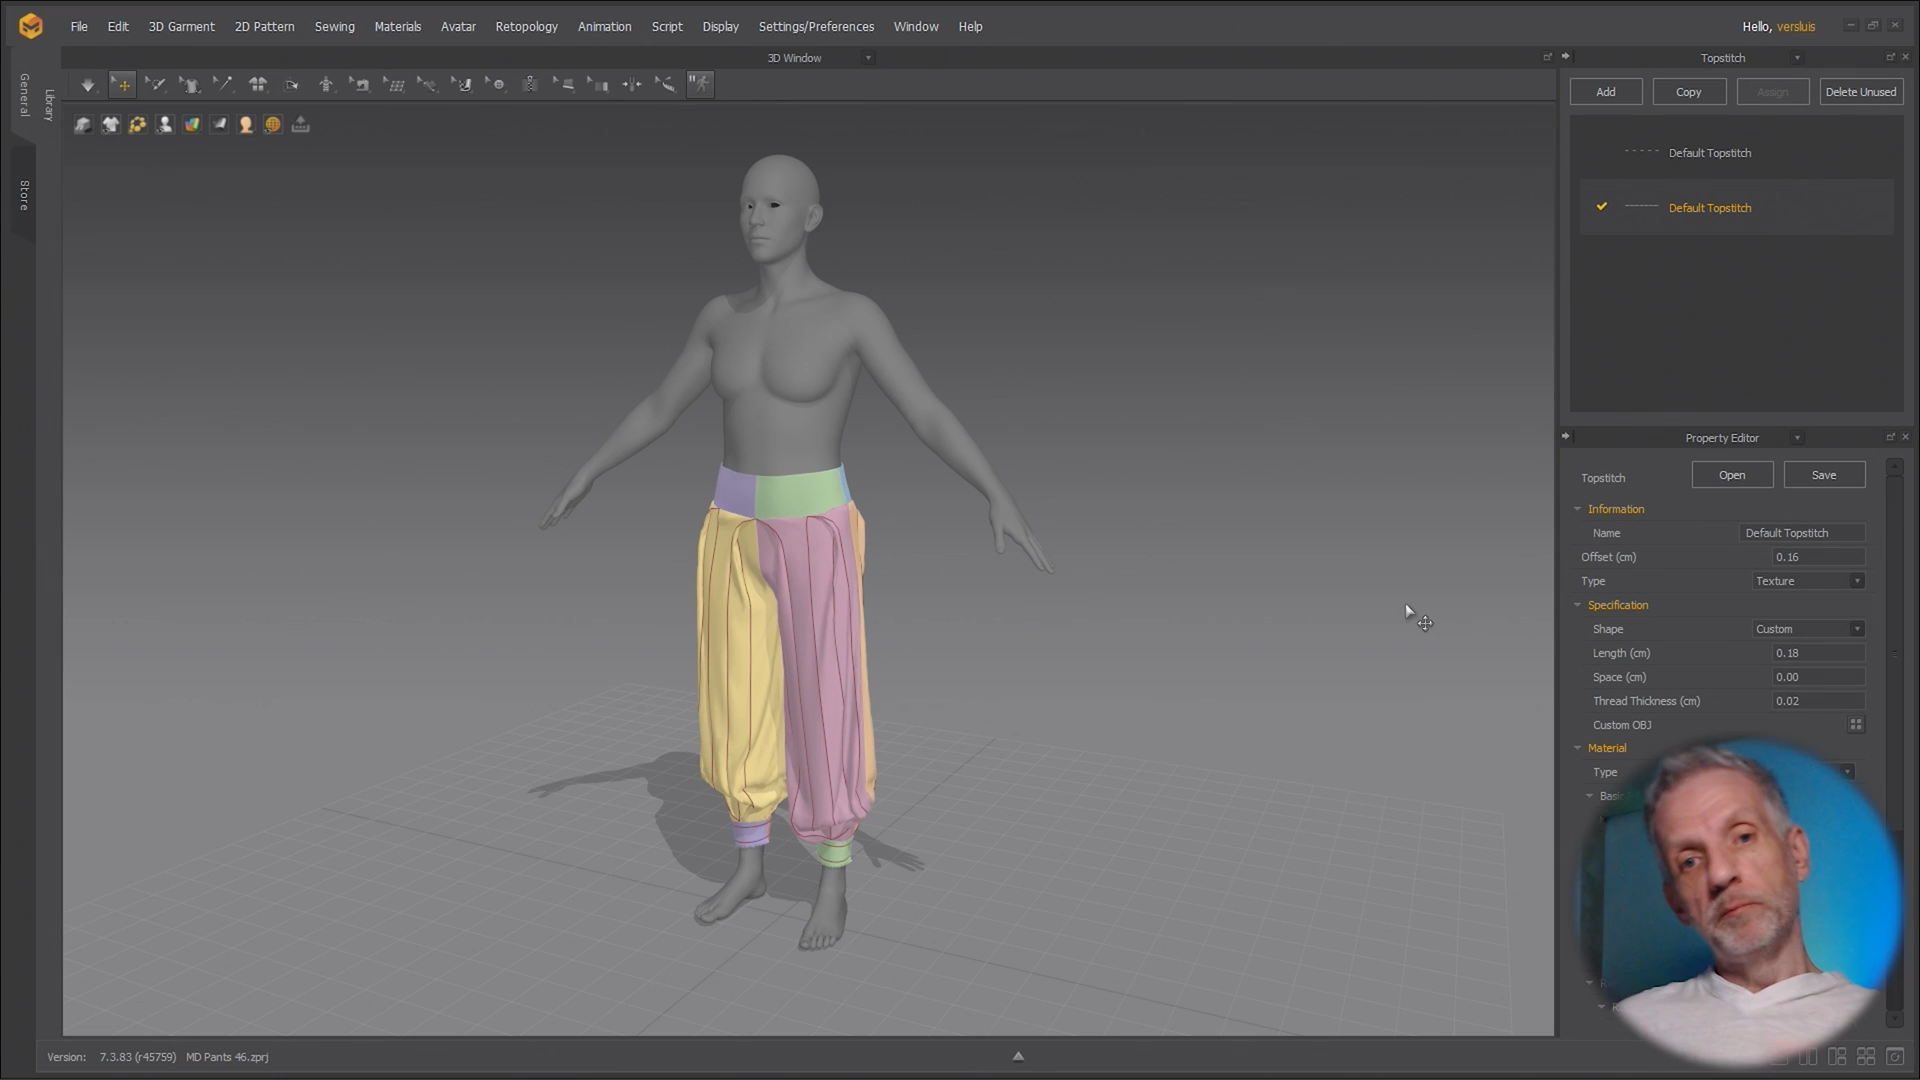 File Edit 3D Garment 2D Pattern Sewing Materials Avatar Retopology Animation Script Display Settings/Preferences Window Help
Hello, versluis
General
Library
Store
3D Window
Topstitch
Add Copy Assign Delete Unused
Default Topstitch
Default Topstitch
Property Editor
Topstitch Open Save
Information
Name Default Topstitch
Offset (cm) 0.16
Type Texture
Specification
Shape Custom
Length (cm) 0.18
Space (cm) 0.00
Thread Thickness (cm) 0.02
Custom OBJ
Material
Type
Version: 7.3.83 (r45759) MD Pants 46.zprj